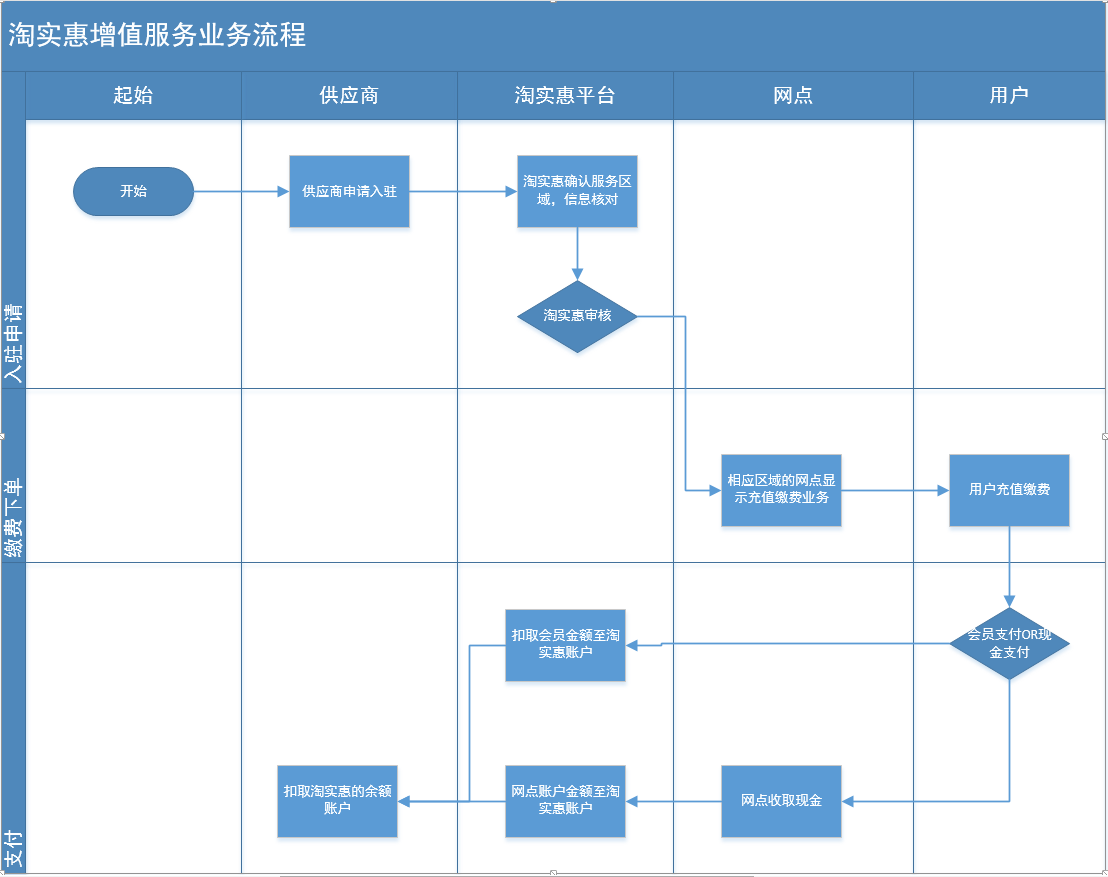 淘实惠增值服务业务流程
起始
供应商
淘实惠平台
网点
用户
入驻申请
开始
供应商申请入驻
淘实惠确认服务区
域，信息核对
淘实惠审核
缴费下单
相应区域的网点显
示充值缴费业务
用户充值缴费
支付
扣取会员金额至淘
实惠账户
会员支付OR现
金支付
扣取淘实惠的余额
账户
网点账户金额至淘
实惠账户
网点收取现金